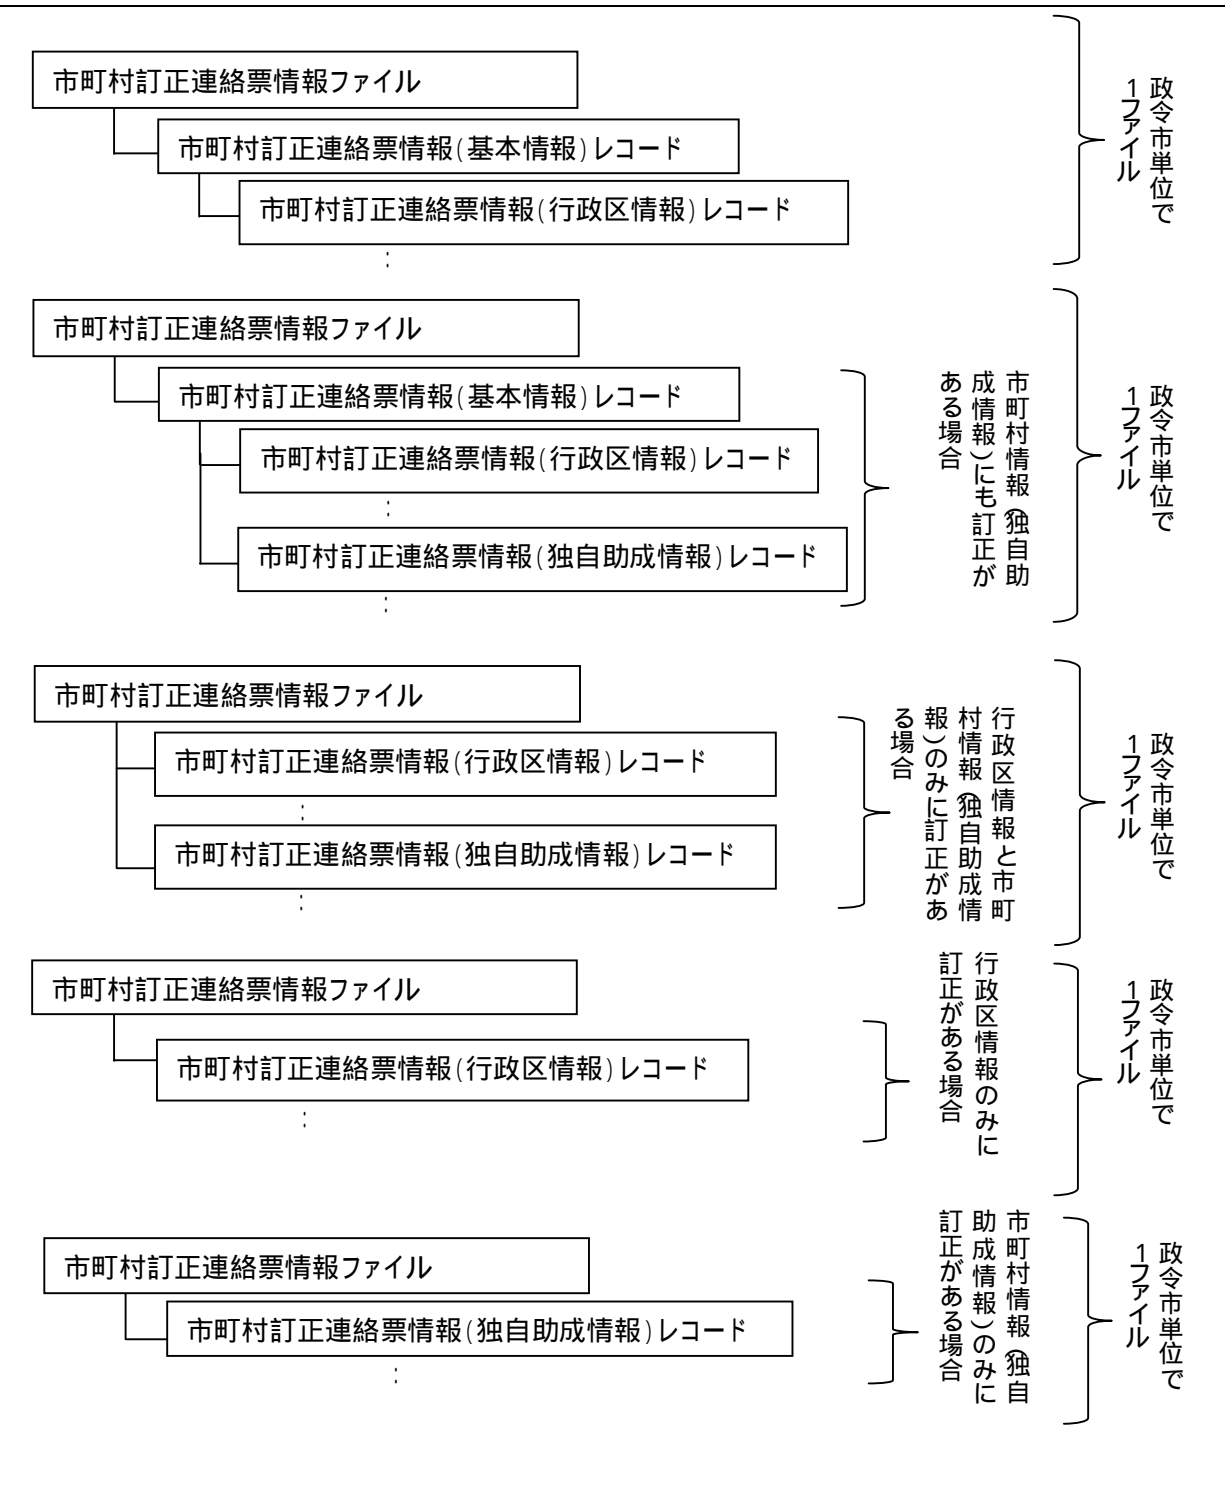 市町村訂正連絡票情報ファイル
市町村訂正連絡票情報(基本情報)レコード
市町村訂正連絡票情報(行政区情報)レコード
：
政令市単位で
1ファイル
市町村訂正連絡票情報ファイル
市町村訂正連絡票情報(基本情報)レコード
市町村訂正連絡票情報(行政区情報)レコード
：
市町村訂正連絡票情報(独自助成情報)レコード
：
市町村情報(独自助
成情報)にも訂正が
ある場合
政令市単位で
1ファイル
市町村訂正連絡票情報ファイル
市町村訂正連絡票情報(行政区情報)レコード
：
市町村訂正連絡票情報(独自助成情報)レコード
：
行政区情報と市町
村情報(独自助成情
報)のみに訂正があ
る場合
政令市単位で
1ファイル
市町村訂正連絡票情報ファイル
市町村訂正連絡票情報(行政区情報)レコード
：
行政区情報のみに
訂正がある場合
政令市単位で
1ファイル
市町村訂正連絡票情報ファイル
市町村訂正連絡票情報(独自助成情報)レコード
：
市町村情報(独自
助成情報)のみに
訂正がある場合
政令市単位で
1ファイル